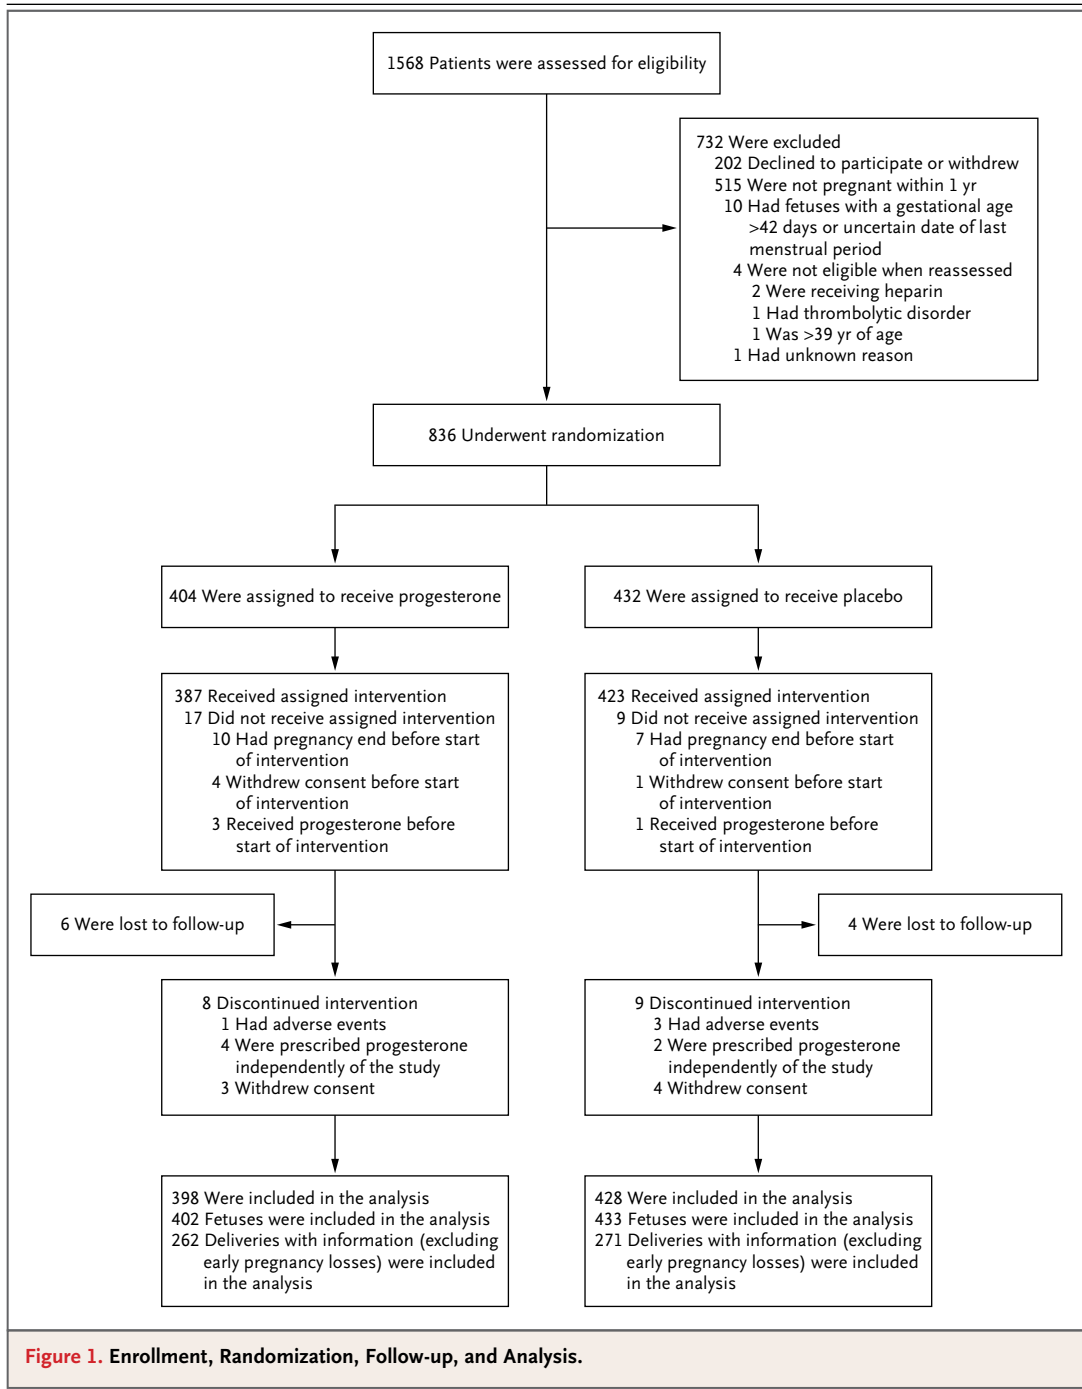 1568 Patients were assessed for eligibility
732 Were excluded
202 Declined to participate or withdrew
515 Were not pregnant within 1 yr
10 Had fetuses with a gestational age
>42 days or uncertain date of last
menstrual period
4 Were not eligible when reassessed
2 Were receiving heparin
1 Had thrombolytic disorder
1 Was >39 yr of age
1 Had unknown reason
836 Underwent randomization
404 Were assigned to receive progesterone
432 Were assigned to receive placebo
387 Received assigned intervention
17 Did not receive assigned intervention
10 Had pregnancy end before start
of intervention
4 Withdrew consent before start
of intervention
3 Received progesterone before
start of intervention
423 Received assigned intervention
9 Did not receive assigned intervention
7 Had pregnancy end before start
of intervention
1 Withdrew consent before start
of intervention
1 Received progesterone before
start of intervention
6 Were lost to follow-up
4 Were lost to follow-up
8 Discontinued intervention
1 Had adverse events
4 Were prescribed progesterone
independently of the study
3 Withdrew consent
9 Discontinued intervention
3 Had adverse events
2 Were prescribed progesterone
independently of the study
4 Withdrew consent
398 Were included in the analysis
402 Fetuses were included in the analysis
262 Deliveries with information (excluding
early pregnancy losses) were included
in the analysis
428 Were included in the analysis
433 Fetuses were included in the analysis
271 Deliveries with information (excluding
early pregnancy losses) were included
in the analysis
Figure 1. Enrollment, Randomization, Follow-up, and Analysis.